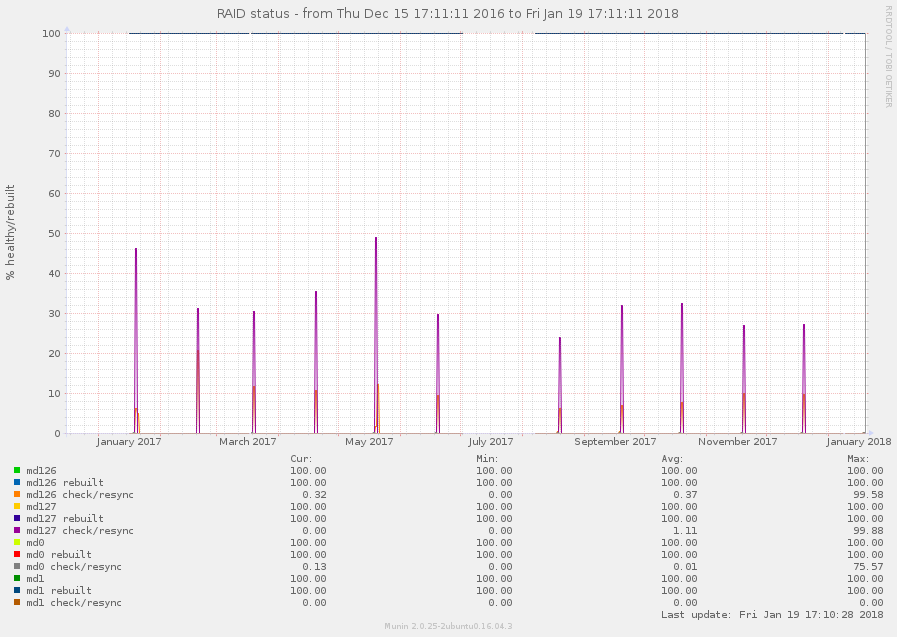 RAID status - from Thu Dec 15 17:11:11 2016 to Fri Jan 19 17:11:11 2018
RRDTOOL / TOBI OETIKER
% healthy/rebuilt
100
90
80
70
60
50
40
30
20
10
0
January 2017 March 2017 May 2017 July 2017 September 2017 November 2017 January 2018
Cur: Min: Avg: Max:
md126 100.00 100.00 100.00 100.00
md126 rebuilt 100.00 100.00 100.00 100.00
md126 check/resync 0.32 0.00 0.37 99.58
md127 100.00 100.00 100.00 100.00
md127 rebuilt 100.00 100.00 100.00 100.00
md127 check/resync 0.00 0.00 1.11 99.88
md0 100.00 100.00 100.00 100.00
md0 rebuilt 100.00 100.00 100.00 100.00
md0 check/resync 0.13 0.00 0.01 75.57
md1 100.00 100.00 100.00 100.00
md1 rebuilt 100.00 100.00 100.00 100.00
md1 check/resync 0.00 0.00 0.00 0.00
Last update: Fri Jan 19 17:10:28 2018
Munin 2.0.25-2ubuntu0.16.04.3